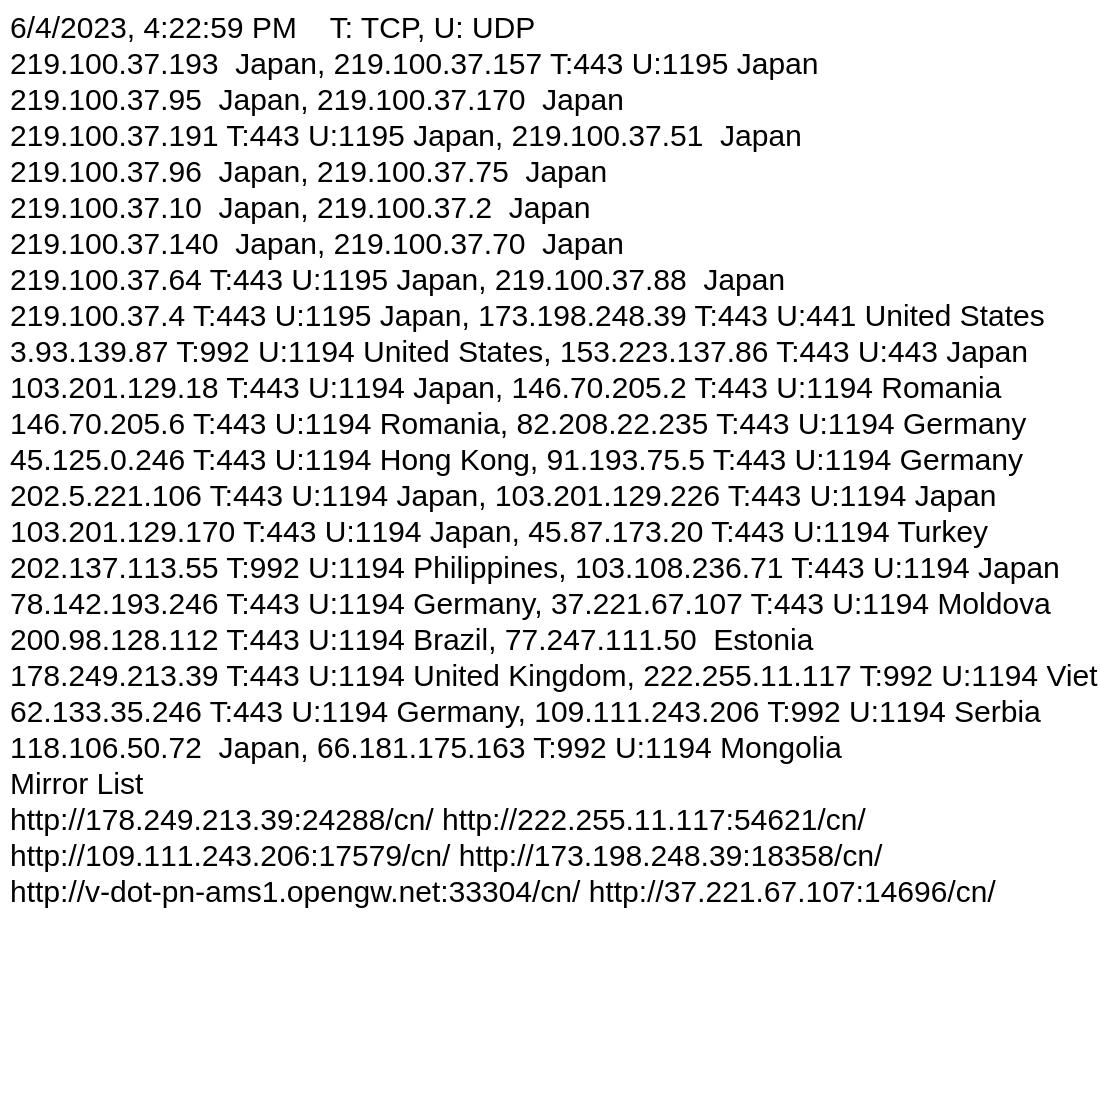 6/4/2023, 4:22:59 PM    T: TCP, U: UDP
219.100.37.193  Japan, 219.100.37.157 T:443 U:1195 Japan
219.100.37.95  Japan, 219.100.37.170  Japan
219.100.37.191 T:443 U:1195 Japan, 219.100.37.51  Japan
219.100.37.96  Japan, 219.100.37.75  Japan
219.100.37.10  Japan, 219.100.37.2  Japan
219.100.37.140  Japan, 219.100.37.70  Japan
219.100.37.64 T:443 U:1195 Japan, 219.100.37.88  Japan
219.100.37.4 T:443 U:1195 Japan, 173.198.248.39 T:443 U:441 United States
3.93.139.87 T:992 U:1194 United States, 153.223.137.86 T:443 U:443 Japan
103.201.129.18 T:443 U:1194 Japan, 146.70.205.2 T:443 U:1194 Romania
146.70.205.6 T:443 U:1194 Romania, 82.208.22.235 T:443 U:1194 Germany
45.125.0.246 T:443 U:1194 Hong Kong, 91.193.75.5 T:443 U:1194 Germany
202.5.221.106 T:443 U:1194 Japan, 103.201.129.226 T:443 U:1194 Japan
103.201.129.170 T:443 U:1194 Japan, 45.87.173.20 T:443 U:1194 Turkey
202.137.113.55 T:992 U:1194 Philippines, 103.108.236.71 T:443 U:1194 Japan
78.142.193.246 T:443 U:1194 Germany, 37.221.67.107 T:443 U:1194 Moldova
200.98.128.112 T:443 U:1194 Brazil, 77.247.111.50  Estonia
178.249.213.39 T:443 U:1194 United Kingdom, 222.255.11.117 T:992 U:1194 Viet
62.133.35.246 T:443 U:1194 Germany, 109.111.243.206 T:992 U:1194 Serbia
118.106.50.72  Japan, 66.181.175.163 T:992 U:1194 Mongolia
Mirror List
http://178.249.213.39:24288/cn/ http://222.255.11.117:54621/cn/
http://109.111.243.206:17579/cn/ http://173.198.248.39:18358/cn/
http://v-dot-pn-ams1.opengw.net:33304/cn/ http://37.221.67.107:14696/cn/